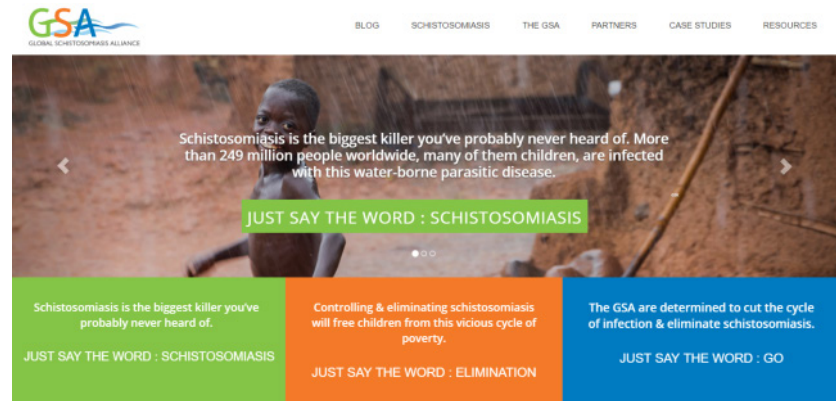 GSA
GLOBAL SCHISTOSOMIASIS ALLIANCE
BLOG SCHISTOSOMIASIS THE GSA PARTNERS CASE STUDIES RESOURCES
Schistosomiasis is the biggest killer you've probably never heard of. More
than 249 million people worldwide, many of them children, are infected
with this water-borne parasitic disease.
JUST SAY THE WORD : SCHISTOSOMIASIS
Schistosomiasis is the biggest killer you've
probably never heard of.
JUST SAY THE WORD : SCHISTOSOMIASIS
Controlling & eliminating schistosomiasis
will free children from this vicious cycle of
poverty.
JUST SAY THE WORD : ELIMINATION
The GSA are determined to cut the cycle
of infection & eliminate schistosomiasis.
JUST SAY THE WORD : GO